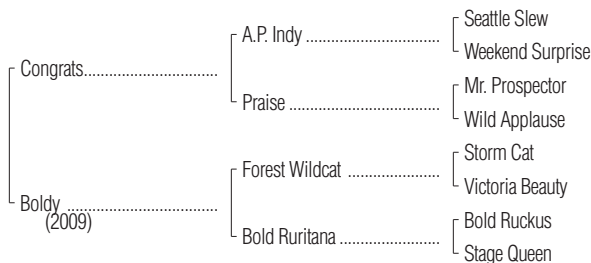 Seattle Slew
A.P. Indy ..............................
Weekend Surprise
Congrats..............................
Mr. Prospector
Praise ..............................
Wild Applause
Storm Cat
Forest Wildcat ....................
Victoria Beauty
Boldy ..............................
(2009)
Bold Ruckus
Bold Ruritana ......................
Stage Queen